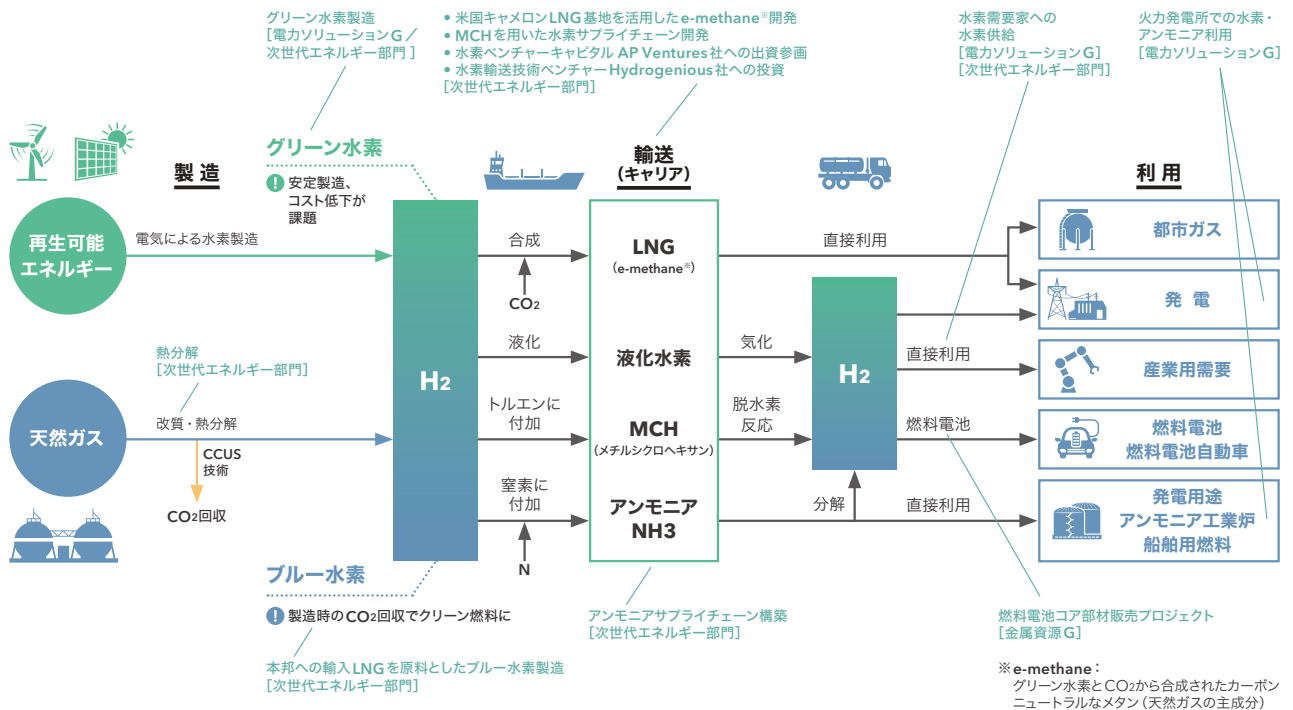 グリーン水素製造
[電力ソリューションG／
次世代エネルギー部門 ]
• 米国キャメロンLNG基地を活用したe-methane※開発
• MCHを用いた水素サプライチェーン開発
• 水素ベンチャーキャピタル AP Ventures社への出資参画
• 水素輸送技術ベンチャーHydrogenious社への投資
[次世代エネルギー部門]
水素需要家への
水素供給
[電力ソリューションG]
[次世代エネルギー部門]
火力発電所での水素・
アンモニア利用
[電力ソリューションG]
製 造
グリーン水素
! 安定製造、
コスト低下が
課題
輸送
(キャリア)
利 用
再生可能
エネルギー
電気による水素製造
合成
CO2
LNG
(e-methane※)
直接利用
都市ガス
発 電
熱分解
[次世代エネルギー部門]
H2
液化
液化水素
気化
H2
直接利用
産業用需要
天然ガス
改質・熱分解
CCUS
技術
CO2回収
トルエンに
付加
MCH
(メチルシクロヘキサン)
脱水素
反応
燃料電池
燃料電池
燃料電池自動車
窒素に
付加
N
アンモニア
NH3
分解
直接利用
発電用途
アンモニア工業炉
船舶用燃料
ブルー水素
! 製造時のCO2回収でクリーン燃料に
本邦への輸入LNGを原料としたブルー水素製造
[次世代エネルギー部門]
アンモニアサプライチェーン構築
[次世代エネルギー部門]
燃料電池コア部材販売プロジェクト
[金属資源G]
※ e-methane：
グリーン水素とCO2から合成されたカーボン
ニュートラルなメタン（天然ガスの主成分）